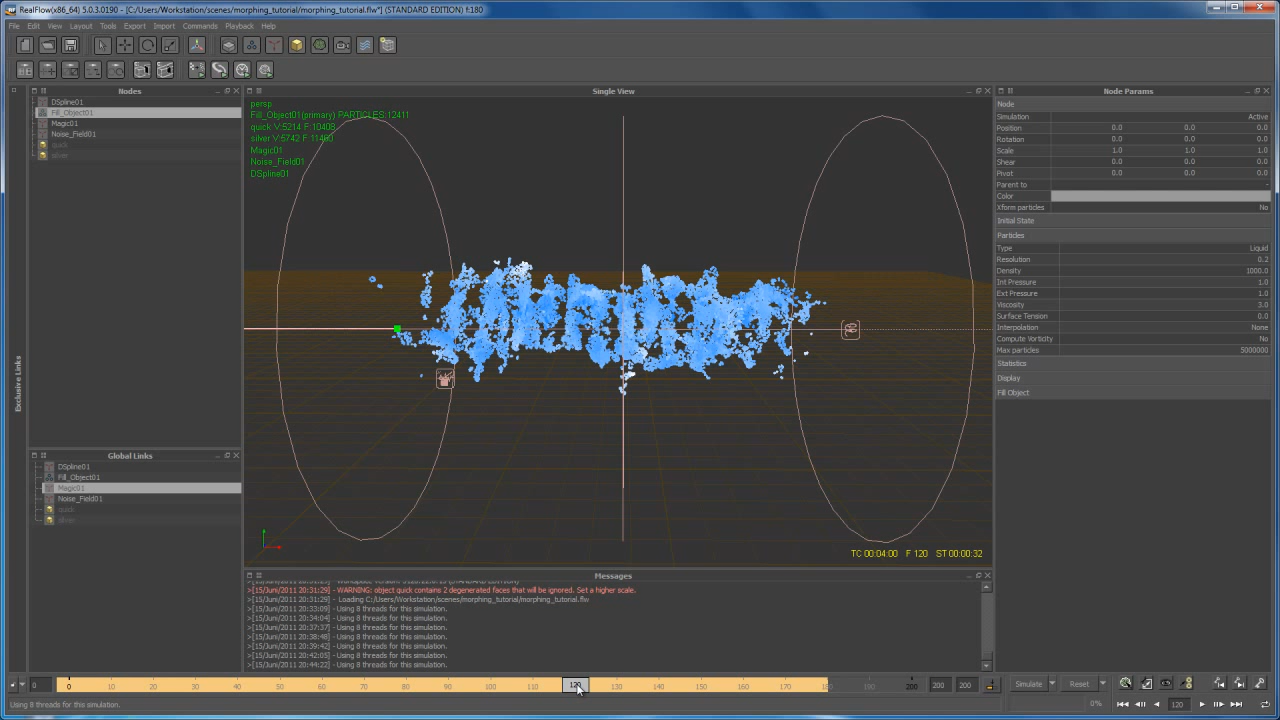 RealFlow(x86_64) 5.0.3.0190 - [C:/Users/Workstation/scenes/morphing_tutorial/morphing_tutorial.flw*] (STANDARD EDITION) f:180
File Edit View Layout Tools Export Import Commands Playback Help
Nodes
DSpline01
Fill_Object01
Magic01
Noise_Field01
quick
silver
Exclusive Links
Global Links
DSpline01
Fill_Object01
Magic01
Noise_Field01
quick
silver
Single View
persp
Fill_Object01(primary) PARTICLES:12411
quick V:5214 F:10408
silver V:5742 F:11460
Magic01
Noise_Field01
DSpline01
TC 00:04:00 F 120 ST 00:00:32
Messages
>[15/Juni/2011 20:31:29] - WARNING: object quick contains 2 degenerated faces that will be ignored. Set a higher scale.
>[15/Juni/2011 20:31:29] - Loading C:/Users/Workstation/scenes/morphing_tutorial/morphing_tutorial.flw
>[15/Juni/2011 20:33:09] - Using 8 threads for this simulation.
>[15/Juni/2011 20:34:04] - Using 8 threads for this simulation.
>[15/Juni/2011 20:37:37] - Using 8 threads for this simulation.
>[15/Juni/2011 20:38:48] - Using 8 threads for this simulation.
>[15/Juni/2011 20:39:42] - Using 8 threads for this simulation.
>[15/Juni/2011 20:42:05] - Using 8 threads for this simulation.
>[15/Juni/2011 20:44:22] - Using 8 threads for this simulation.
Node Params
Node
Simulation Active
Position 0.0 0.0 0.0
Rotation 0.0 0.0 0.0
Scale 1.0 1.0 1.0
Shear 0.0 0.0 0.0
Pivot 0.0 0.0 0.0
Parent to -
Color
Xform particles No
Initial State
Particles
Type Liquid
Resolution 0.2
Density 1000.0
Int Pressure 1.0
Ext Pressure 1.0
Viscosity 3.0
Surface Tension 0.0
Interpolation None
Compute Vorticity No
Max particles 5000000
Statistics
Display
Fill Object
0 0 10 20 30 40 50 60 70 80 90 100 110 120 130 140 150 160 170 180 190 200 200 200
Simulate Reset
Using 8 threads for this simulation.
0% 120